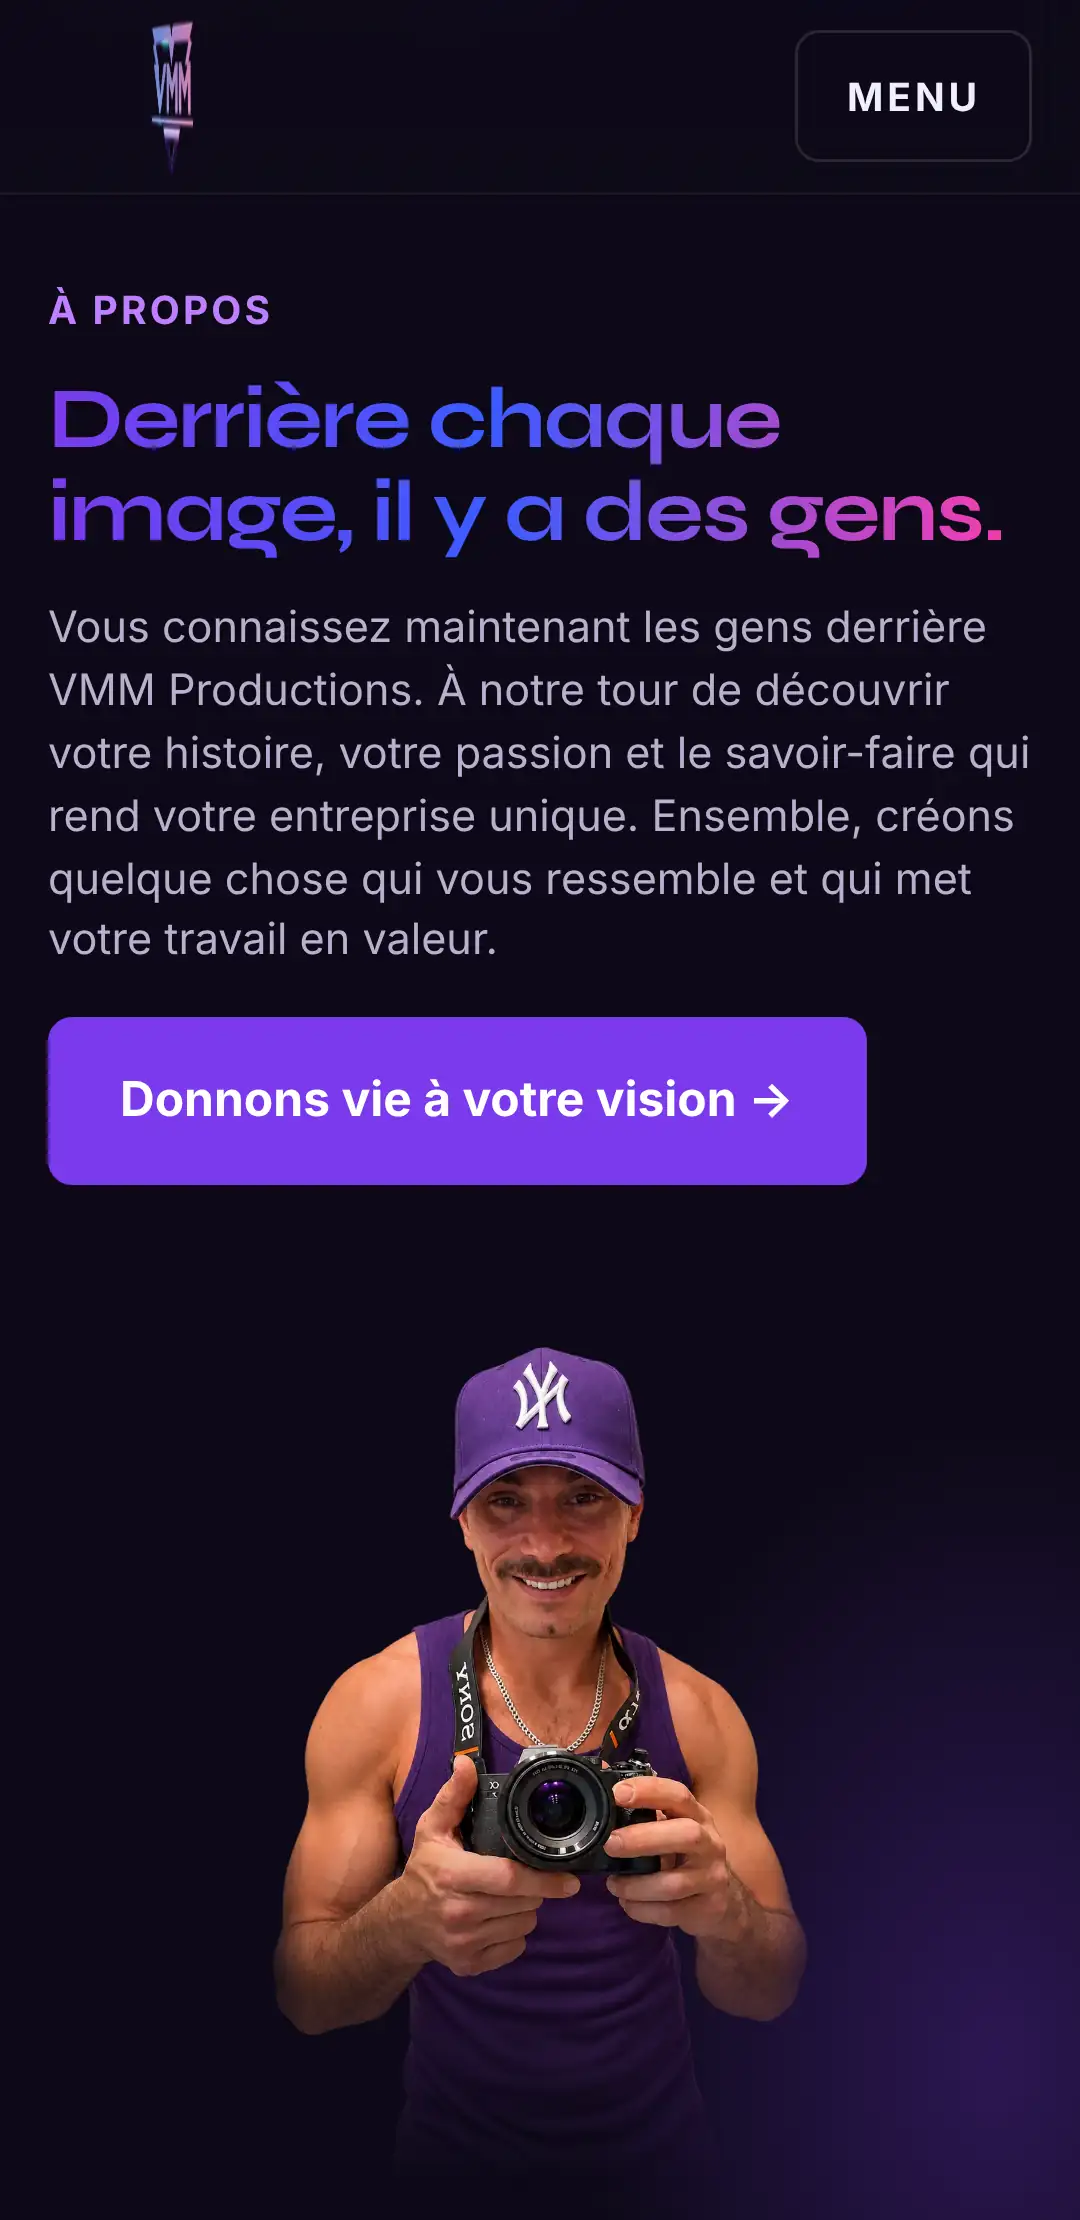 VMM
MENU
À PROPOS
Derrière chaque
image, il y a des gens.
Vous connaissez maintenant les gens derrière
VMM Productions. À notre tour de découvrir
votre histoire, votre passion et le savoir-faire qui
rend votre entreprise unique. Ensemble, créons
quelque chose qui vous ressemble et qui met
votre travail en valeur.
Donnons vie à votre vision →
NY
SONY